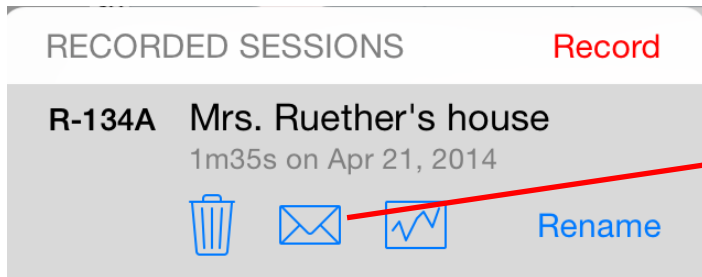 RECORDED SESSIONS Record
R-134A Mrs. Ruether's house
1m35s on Apr 21, 2014
Rename